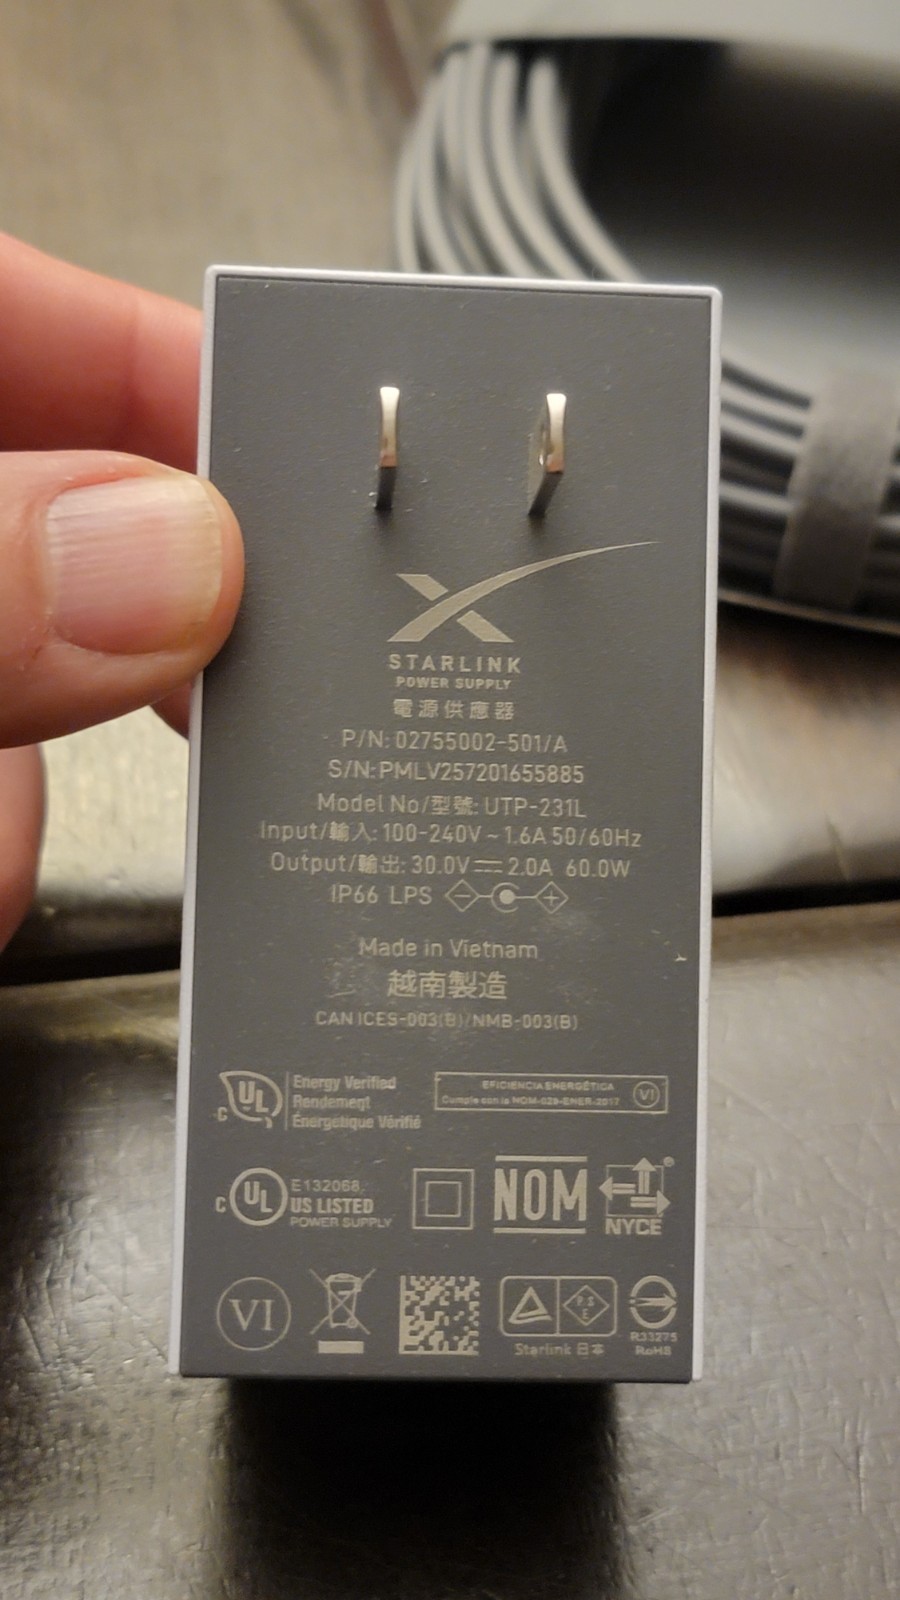 STARLINK
POWER SUPPLY
電源供應器
P/N: 02755002-501/A
S/N: PMLV257201655885
Model No/型號: UTP-231L
Input/輸入: 100-240V ~ 1.6A 50/60Hz
Output/輸出: 30.0V ⎓ 2.0A 60.0W
IP66 LPS - +
Made in Vietnam
越南製造
CAN ICES-003(B)/NMB-003(B)
c UL Energy Verified
Rendement
Énergétique Vérifié
EFICIENCIA ENERGÉTICA
Cumple con la NOM-029-ENER-2017
VI
c UL E132068
US LISTED
POWER SUPPLY
NOM
NYCE
®
VI
PSE
Starlink 日本
R33275
RoHS